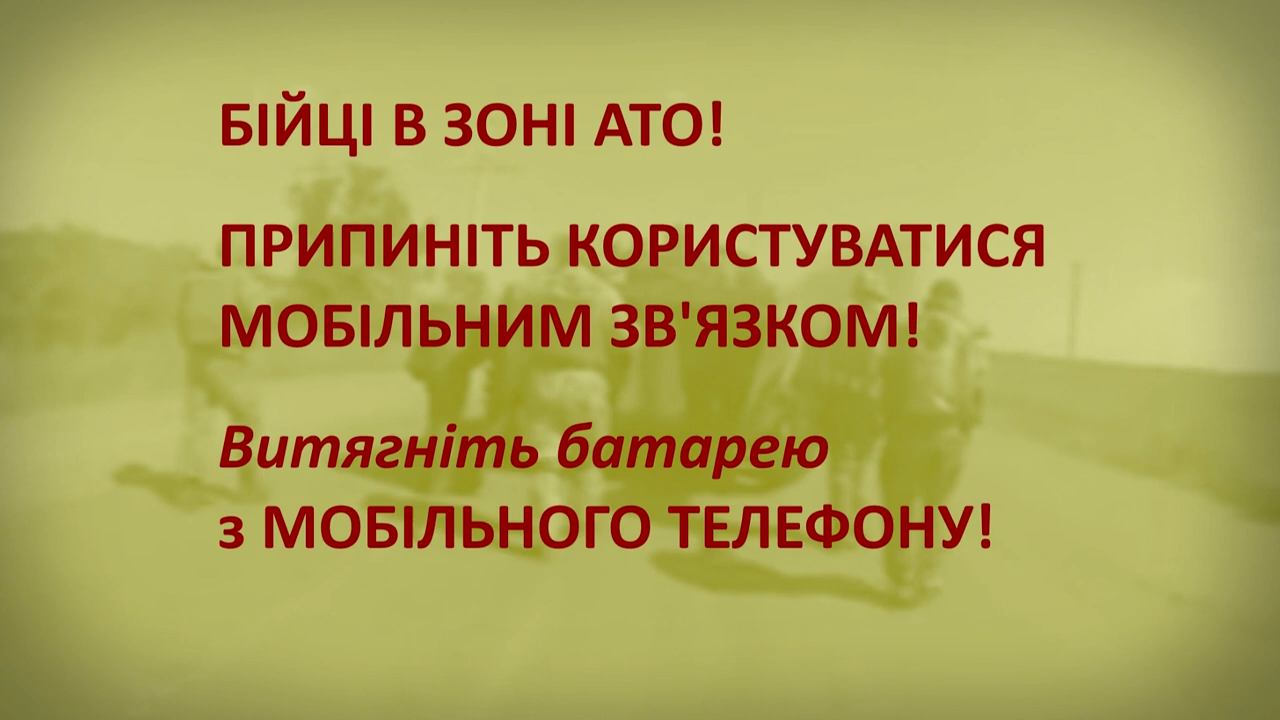 БІЙЦІ В ЗОНІ АТО!
ПРИПИНІТЬ КОРИСТУВАТИСЯ
МОБІЛЬНИМ ЗВ'ЯЗКОМ!
Витягніть батарею
з МОБІЛЬНОГО ТЕЛЕФОНУ!